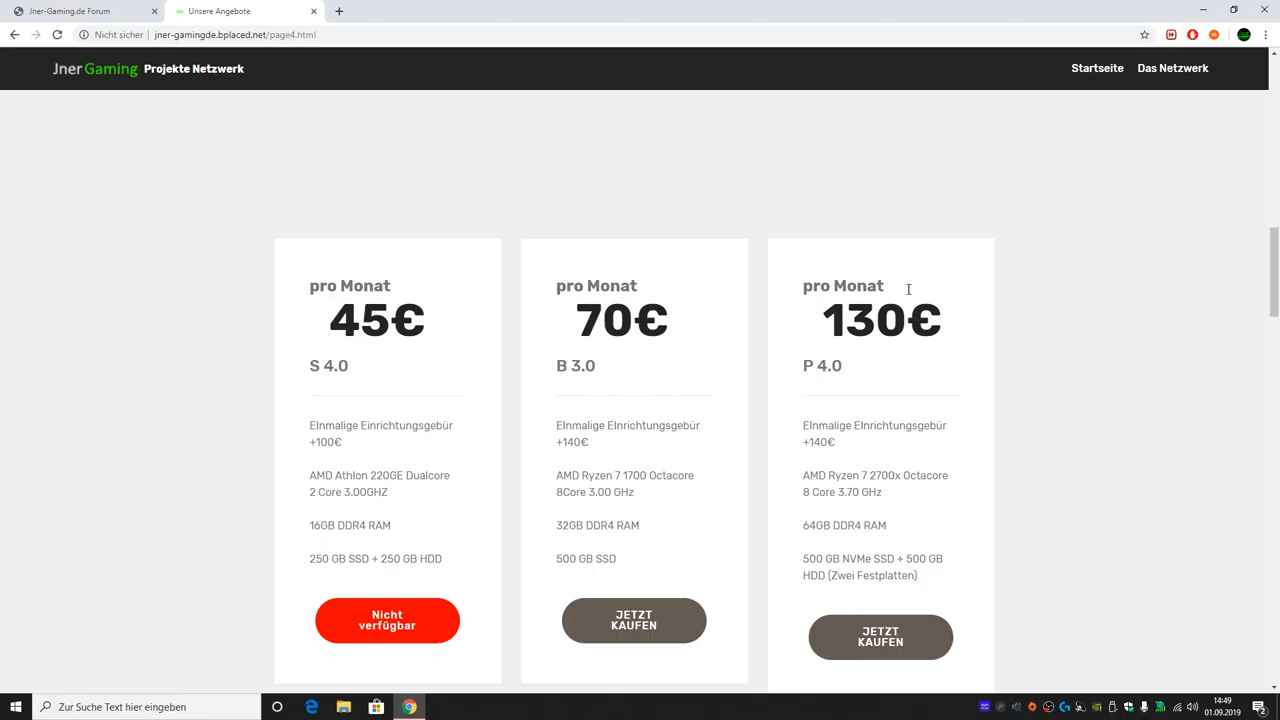 Jner-Gaming.de Forum
Unsere Angebote
Nicht sicher
jner-gamingde.bplaced.net/page4.html
Jner Gaming Projekte Netzwerk
Startseite
Das Netzwerk
pro Monat
45€
S 4.0
EInmalige Einrichtungsgebür
+100€
AMD Athlon 220GE Dualcore
2 Core 3.00GHZ
16GB DDR4 RAM
250 GB SSD + 250 GB HDD
Nicht
verfügbar
pro Monat
70€
B 3.0
EInmalige EInrichtungsgebür
+140€
AMD Ryzen 7 1700 Octacore
8Core 3.00 GHz
32GB DDR4 RAM
500 GB SSD
JETZT
KAUFEN
pro Monat
130€
P 4.0
EInmalige EInrichtungsgebür
+140€
AMD Ryzen 7 2700x Octacore
8 Core 3.70 GHz
64GB DDR4 RAM
500 GB NVMe SSD + 500 GB
HDD (Zwei Festplatten)
JETZT
KAUFEN
Zur Suche Text hier eingeben
14:49
01.09.2019